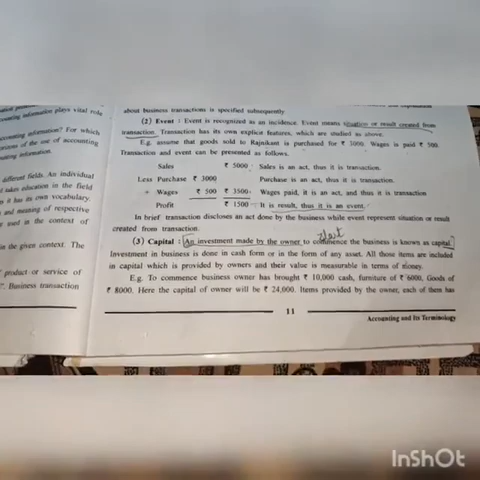 counting information plays vital role
accounting information? For which
of the use of accounting
information.
different fields. An individual
takes education in the field
it has its own vocabulary.
and meaning of respective
used in the context of
in the given context. The
product or service of
Business transaction
about business transactions is specified subsequently.
(2) Event : Event is recognized as an incidence. Event means situation or result created from
transaction. Transaction has its own explicit features, which are studied as above.
E.g. assume that goods sold to Rajnikant is purchased for ₹ Wages is paid ₹ 500.
Transaction and event can be presented as follows.
Sales ₹ 5000 Sales is an act, thus it is transaction.
Less Purchase ₹ 3000 Purchase is an act, thus it is transaction.
Wages ₹ 500 ₹ 3500 Wages paid, it is an act, and thus it is transaction
Profit ₹ 1500 It is result, thus it is an event.
In brief transaction discloses an act done by the business while event represent situation or result
created from transaction.
start
(3) Capital : An investment made by the owner to commence the business is known as capital.
Investment in business is done in cash form or in the form of any asset. All those items are included
in capital which is provided by owners and their value is measurable in terms of money.
E.g. To commence business owner has brought ₹ 10,000 cash, furniture of ₹ 6000, Goods of
₹ 8000. Here the capital of owner will be ₹ 24,000. Items provided by the owner, each of them has
11
Accounting and Its Terminology
InShOt